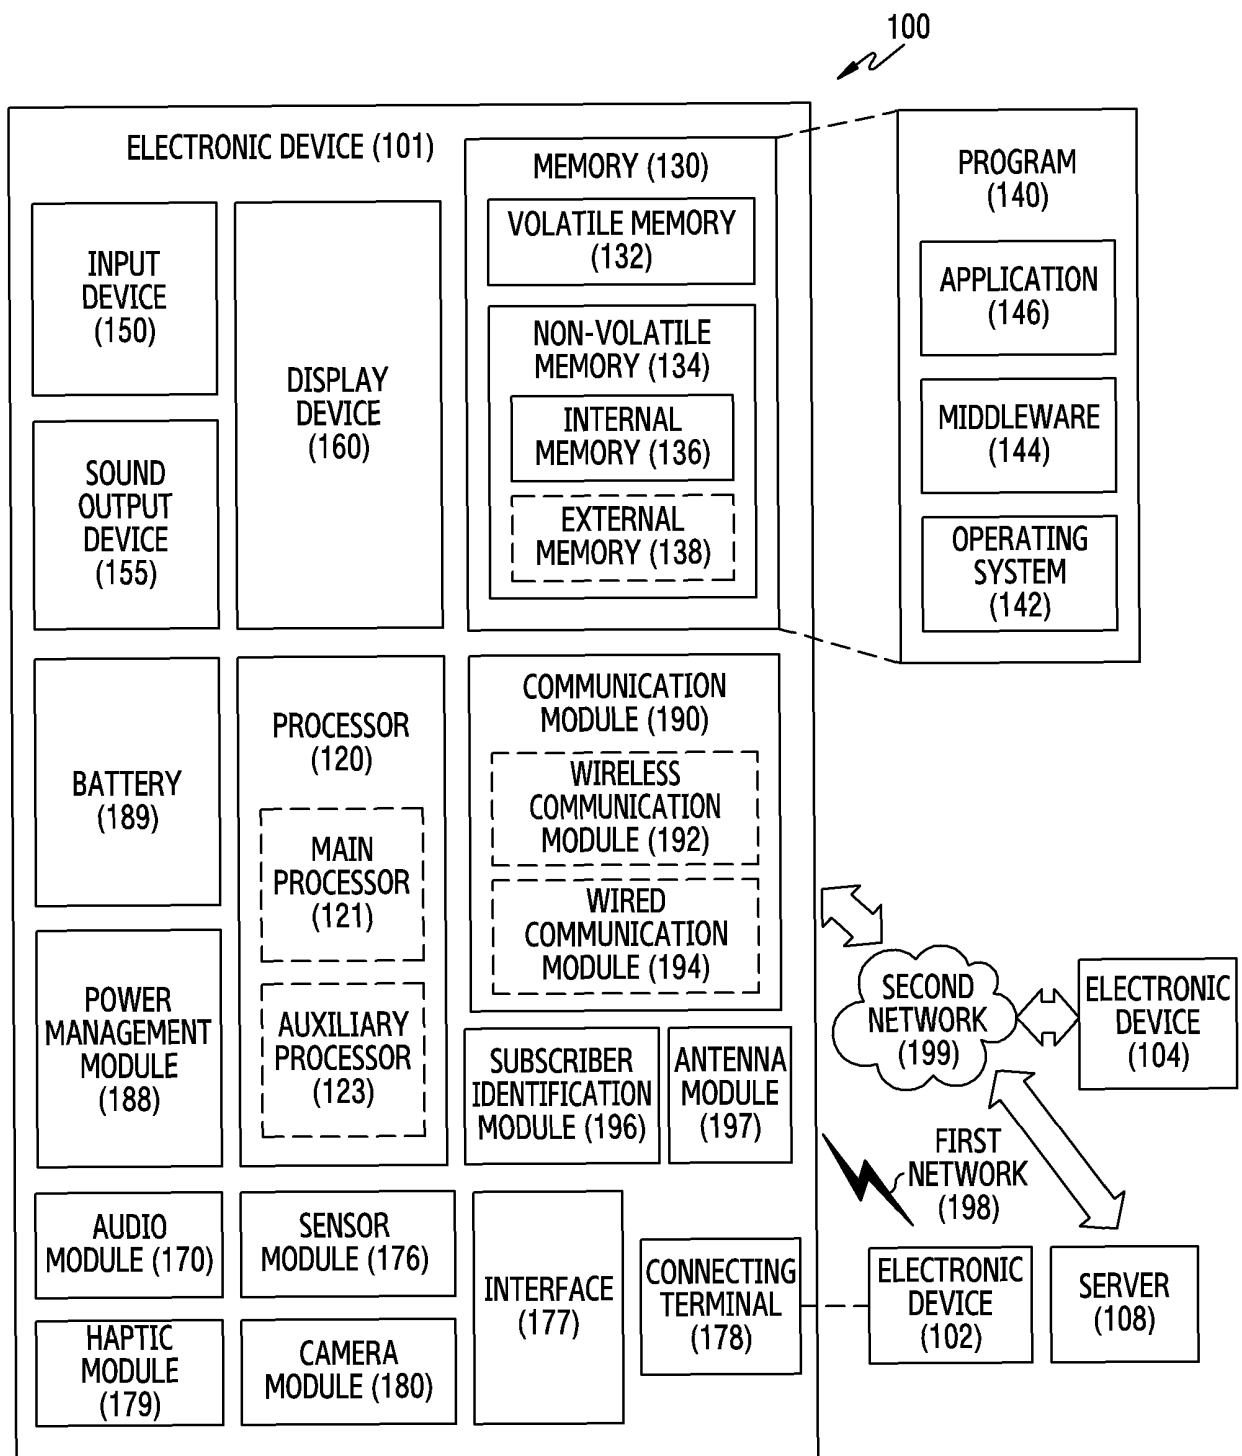 100
ELECTRONIC DEVICE (101)
INPUT
DEVICE
(150)
SOUND
OUTPUT
DEVICE
(155)
DISPLAY
DEVICE
(160)
MEMORY (130)
VOLATILE MEMORY
(132)
NON-VOLATILE
MEMORY (134)
INTERNAL
MEMORY (136)
EXTERNAL
MEMORY (138)
PROGRAM
(140)
APPLICATION
(146)
MIDDLEWARE
(144)
OPERATING
SYSTEM
(142)
BATTERY
(189)
POWER
MANAGEMENT
MODULE
(188)
PROCESSOR
(120)
MAIN
PROCESSOR
(121)
AUXILIARY
PROCESSOR
(123)
COMMUNICATION
MODULE (190)
WIRELESS
COMMUNICATION
MODULE (192)
WIRED
COMMUNICATION
MODULE (194)
SUBSCRIBER
IDENTIFICATION
MODULE (196)
ANTENNA
MODULE
(197)
SECOND
NETWORK
(199)
ELECTRONIC
DEVICE
(104)
FIRST
NETWORK
(198)
AUDIO
MODULE (170)
SENSOR
MODULE (176)
INTERFACE
(177)
CONNECTING
TERMINAL
(178)
ELECTRONIC
DEVICE
(102)
SERVER
(108)
HAPTIC
MODULE
(179)
CAMERA
MODULE (180)